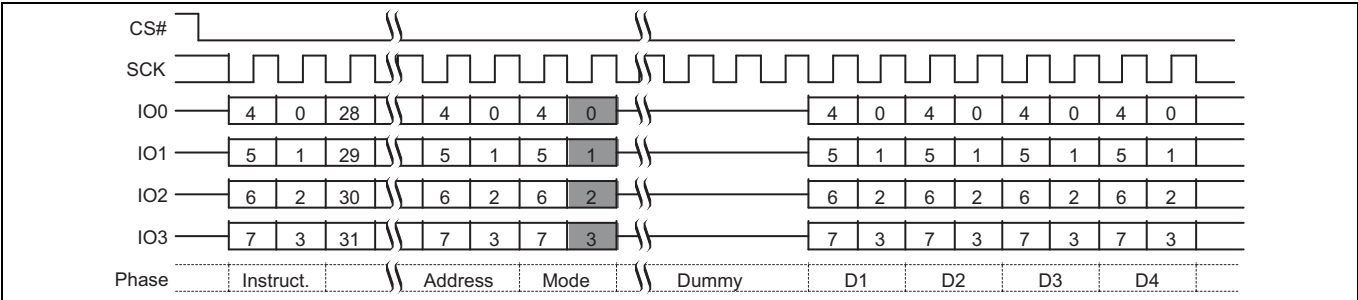 CS#
SCK
IO0 4 0 28 4 0 4 0 4 0 4 0 4 0 4 0
IO1 5 1 29 5 1 5 1 5 1 5 1 5 1 5 1
IO2 6 2 30 6 2 6 2 6 2 6 2 6 2 6 2
IO3 7 3 31 7 3 7 3 7 3 7 3 7 3 7 3
Phase Instruct. Address Mode Dummy D1 D2 D3 D4